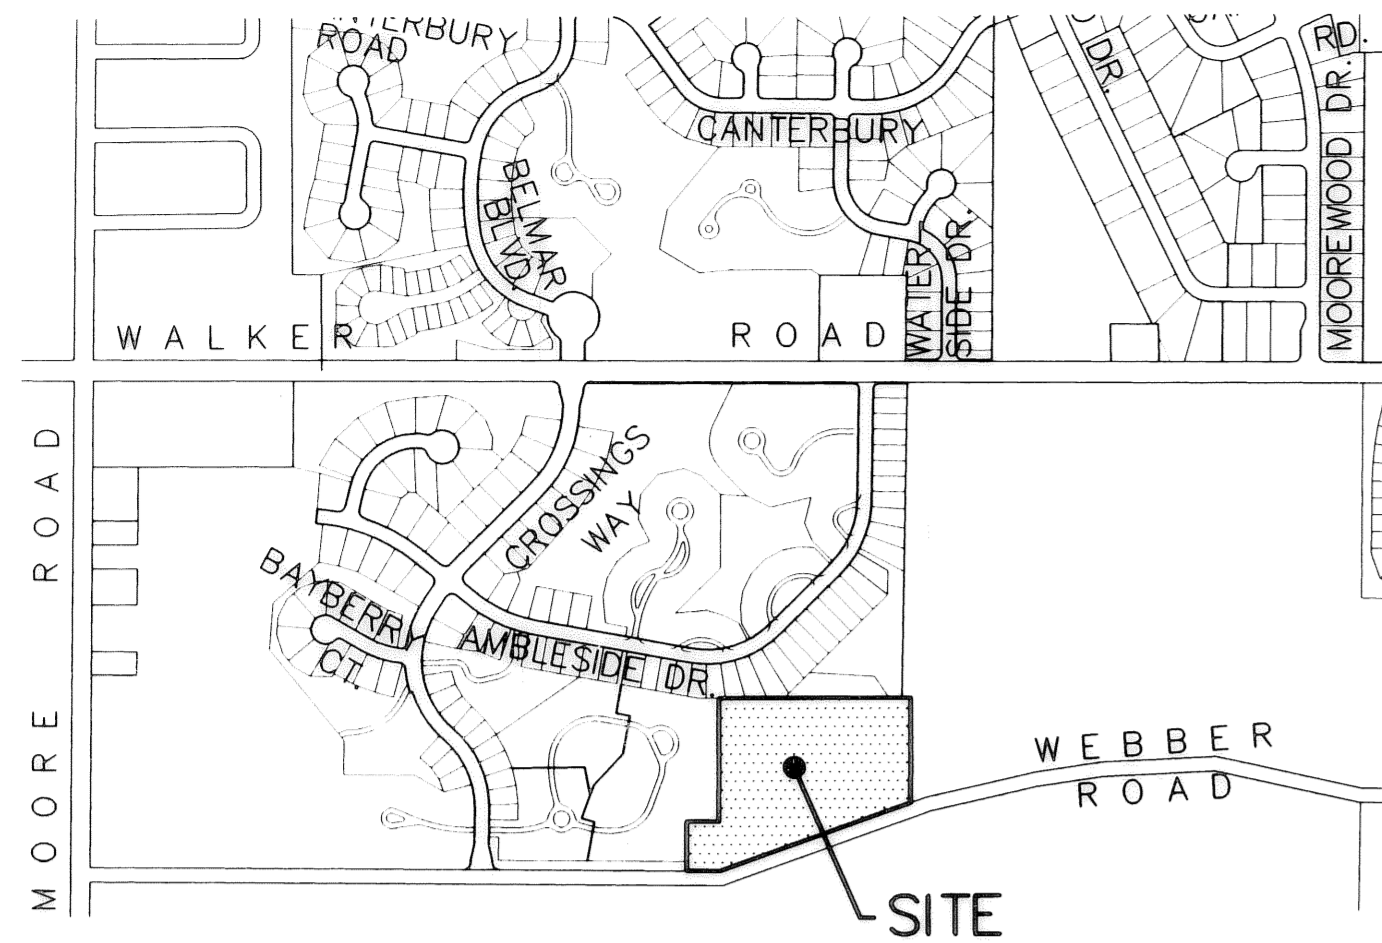 ROAD
CANTERBURY
DR.
RD.
MOOREWOOD DR.
BELMAR
BLVD.
WATER
SIDE DR.
WALKER ROAD
CROSSINGS
WAY
BAYBERRY
CT.
AMBLESIDE DR.
MOORE ROAD
WEBBER
ROAD
SITE